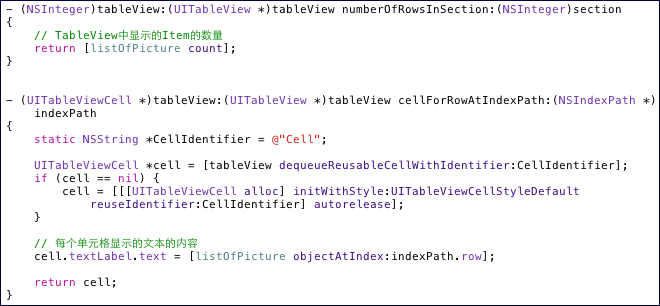 - (NSInteger)tableView:(UITableView *)tableView numberOfRowsInSection:(NSInteger)section
{
    // TableView中显示的Item的数量
    return [listOfPicture count];
}
- (UITableViewCell *)tableView:(UITableView *)tableView cellForRowAtIndexPath:(NSIndexPath *)
    indexPath
{
    static NSString *CellIdentifier = @"Cell";
    UITableViewCell *cell = [tableView dequeueReusableCellWithIdentifier:CellIdentifier];
    if (cell == nil) {
        cell = [[[UITableViewCell alloc] initWithStyle:UITableViewCellStyleDefault
            reuseIdentifier:CellIdentifier] autorelease];
    }
    // 每个单元格显示的文本的内容
    cell.textLabel.text = [listOfPicture objectAtIndex:indexPath.row];
    return cell;
}